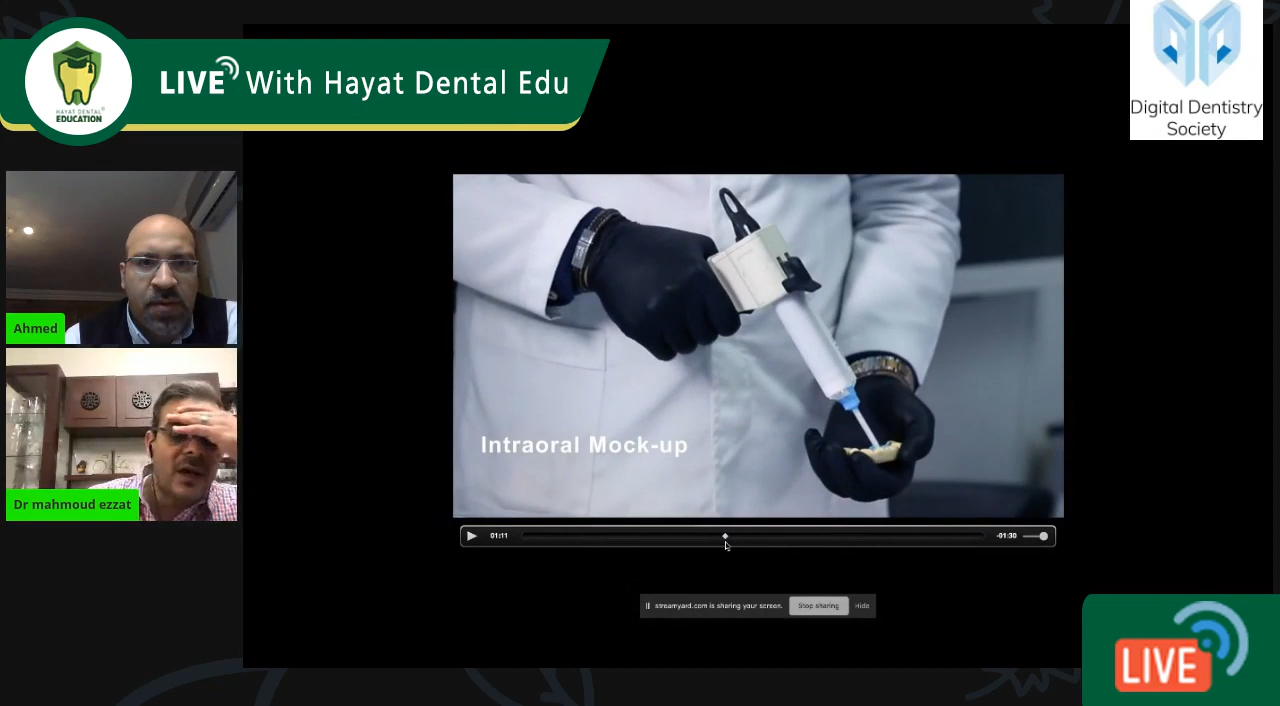 LIVE With Hayat Dental Edu
HAYAT DENTAL
EDUCATION
Digital Dentistry
Society
Ahmed
Dr mahmoud ezzat
Intraoral Mock-up
01:11
-01:30
streamyard.com is sharing your screen.
Stop sharing
Hide
LIVE